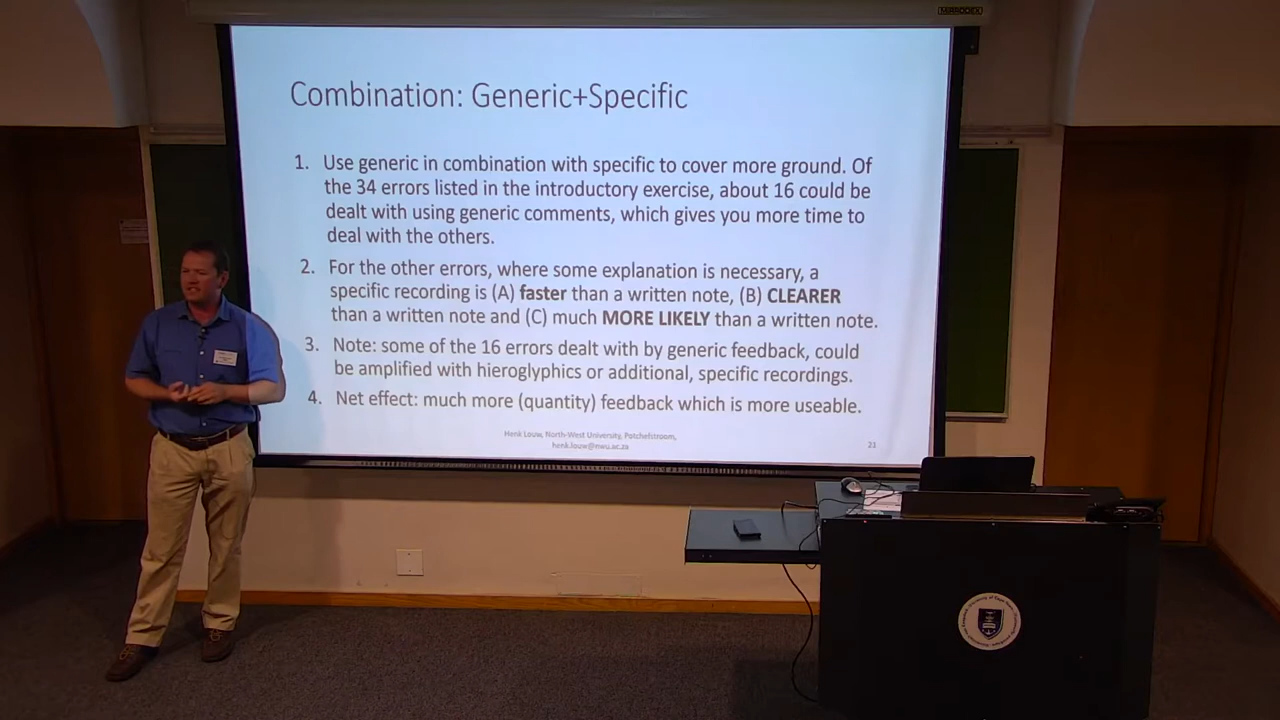 Combination: Generic+Specific
1. Use generic in combination with specific to cover more ground. Of
the 34 errors listed in the introductory exercise, about 16 could be
dealt with using generic comments, which gives you more time to
deal with the others.
2. For the other errors, where some explanation is necessary, a
specific recording is (A) faster than a written note, (B) CLEARER
than a written note and (C) much MORE LIKELY than a written note.
3. Note: some of the 16 errors dealt with by generic feedback, could
be amplified with hieroglyphics or additional, specific recordings.
4. Net effect: much more (quantity) feedback which is more useable.
Henk Louw, North-West University, Potchefstroom,
henk.louw@nwu.ac.za
21